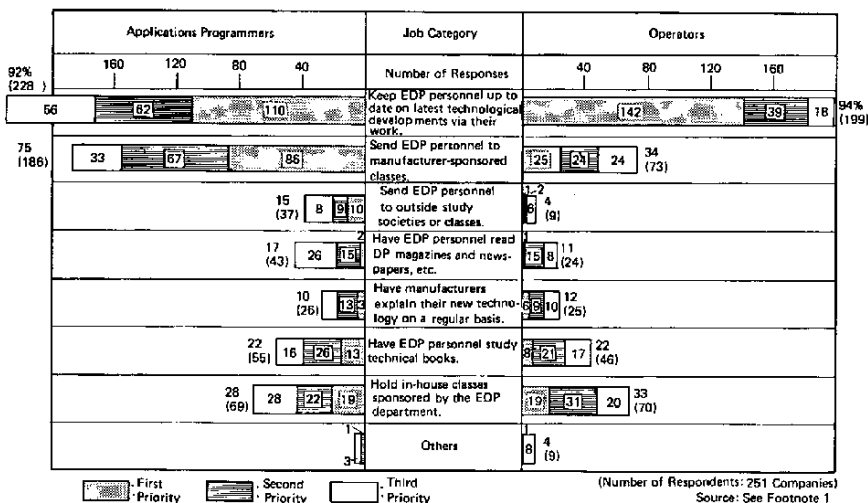 Applications Programmers Job Category Operators
160 120 80 40 Number of Responses 40 80 120 160
92%
(228) 56 62 110 Keep EDP personnel up to
date on latest technological
developments via their
work. 142 39 18 94%
(199)
75
(186) 33 67 86 Send EDP personnel to
manufacturer-sponsored
classes. 125 24 24 34
(73)
15
(37) 8 9 10 Send EDP personnel
to outside study
societies or classes. 1 2 6 4
(9)
17
(43) 26 15 2 Have EDP personnel read
DP magazines and news-
papers, etc. 1 15 8 11
(24)
10
(26) 13 3 Have manufacturers
explain their new techno-
logy on a regular basis. 6 9 10 12
(25)
22
(55) 16 26 13 Have EDP personnel study
technical books. 8 21 17 22
(46)
28
(69) 28 22 19 Hold in-house classes
sponsored by the EDP
department. 19 31 20 33
(70)
1
3 Others 1 8 4
(9)
First
Priority Second
Priority Third
Priority
(Number of Respondents: 251 Companies)
Source: See Footnote 1